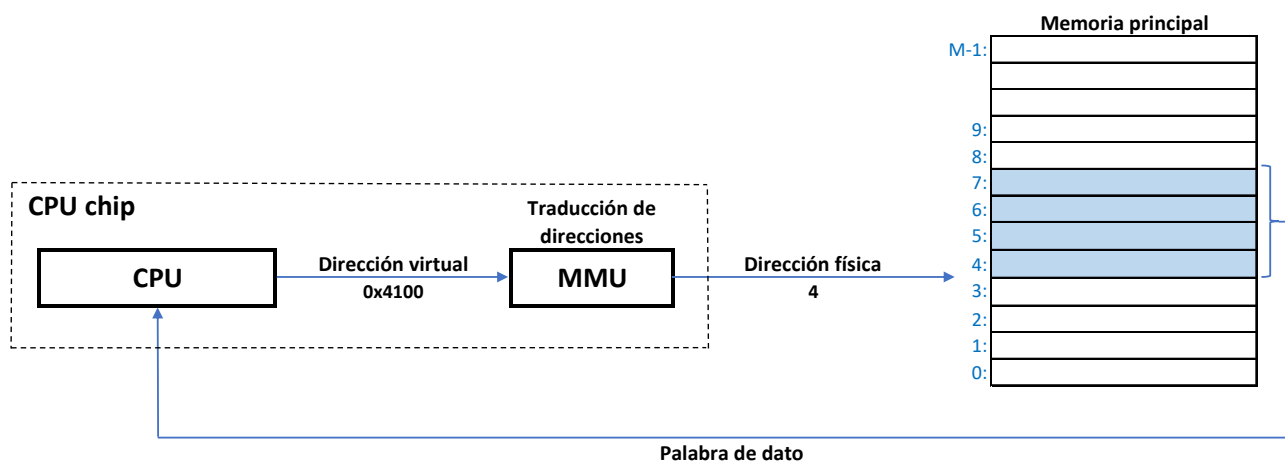 Memoria principal
M-1:
9:
8:
7:
6:
5:
4:
3:
2:
1:
0:
CPU chip
Traducción de
direcciones
CPU
Dirección virtual
0x4100
MMU
Dirección física
4
Palabra de dato